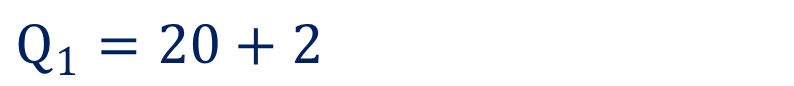 Q₁ = 20 + 2